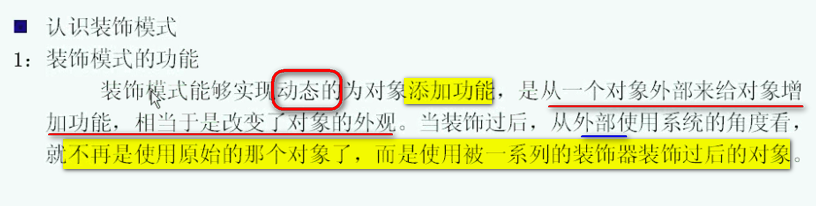 ■ 认识装饰模式
1：装饰模式的功能
装饰模式能够实现动态的为对象添加功能，是从一个对象外部来给对象增
加功能，相当于是改变了对象的外观。当装饰过后，从外部使用系统的角度看，
就不再是使用原始的那个对象了，而是使用被一系列的装饰器装饰过后的对象。